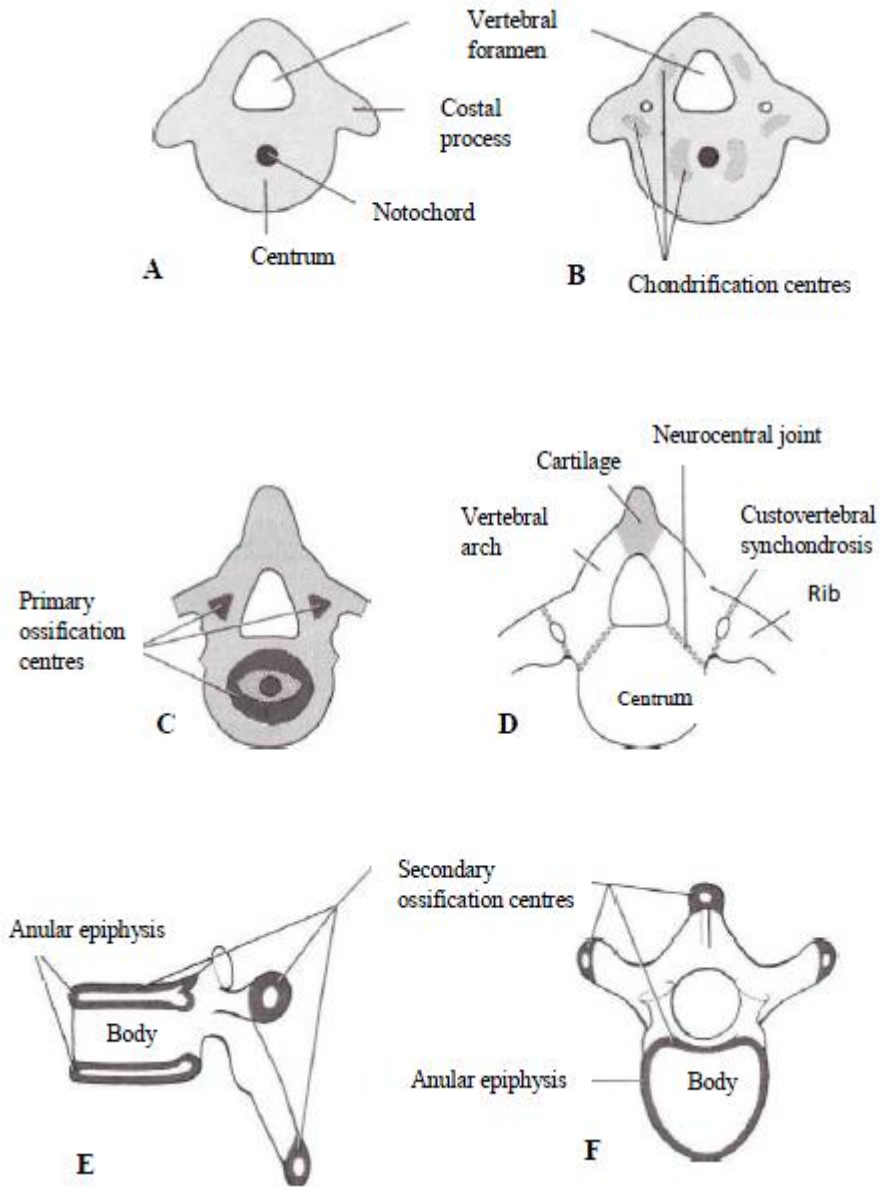 Vertebral
foramen
Costal
process
Notochord
Centrum
A
B
Chondrification centres
Neurocentral joint
Cartilage
Vertebral
arch
Custovertebral
synchondrosis
Rib
Primary
ossification
centres
Centrum
C
D
Secondary
ossification centres
Anular epiphysis
Body
Anular epiphysis
Body
E
F